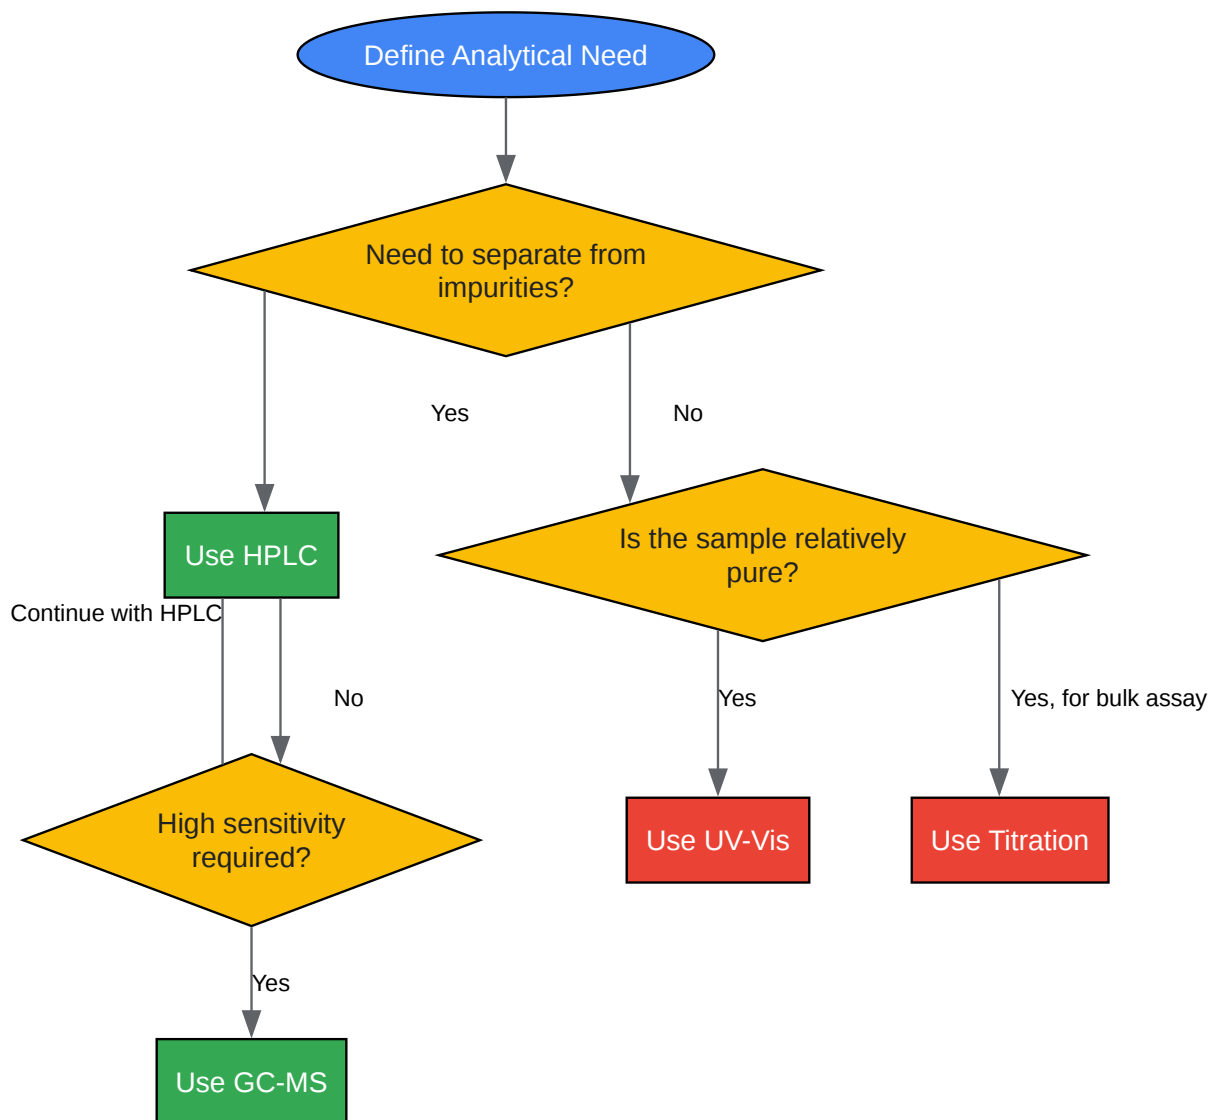 Define Analytical Need
Need to separate from
impurities?
Yes
No
Use HPLC
Is the sample relatively
pure?
Continue with HPLC
No
Yes
Yes, for bulk assay
High sensitivity
required?
Use UV-Vis
Use Titration
Yes
Use GC-MS